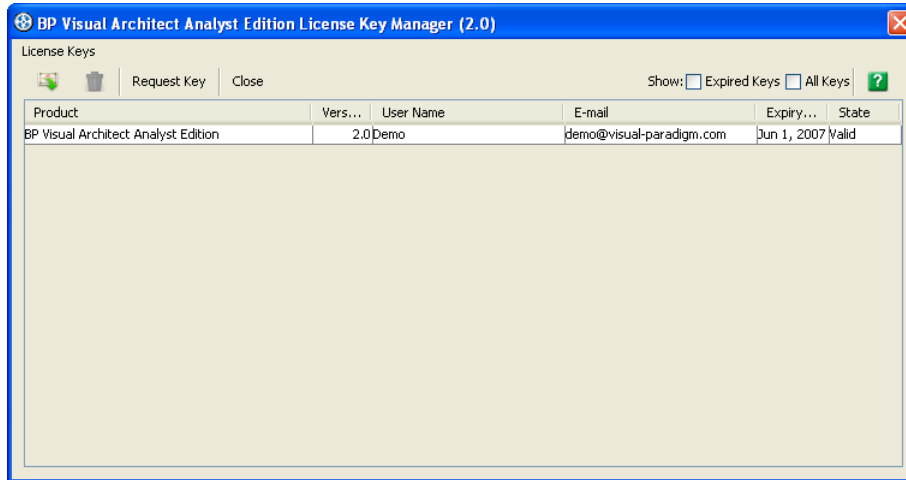 BP Visual Architect Analyst Edition License Key Manager (2.0)
License Keys
Request Key Close Show: Expired Keys All Keys ?
Product Vers... User Name E-mail Expiry... State
BP Visual Architect Analyst Edition 2.0 Demo demo@visual-paradigm.com Jun 1, 2007 Valid